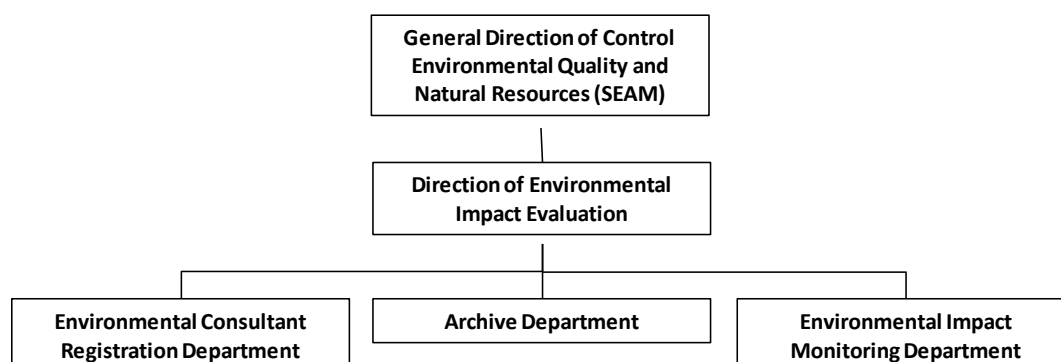 General Direction of Control
Environmental Quality and
Natural Resources (SEAM)
Direction of Environmental
Impact Evaluation
Environmental Consultant
Registration Department
Archive Department
Environmental Impact
Monitoring Department